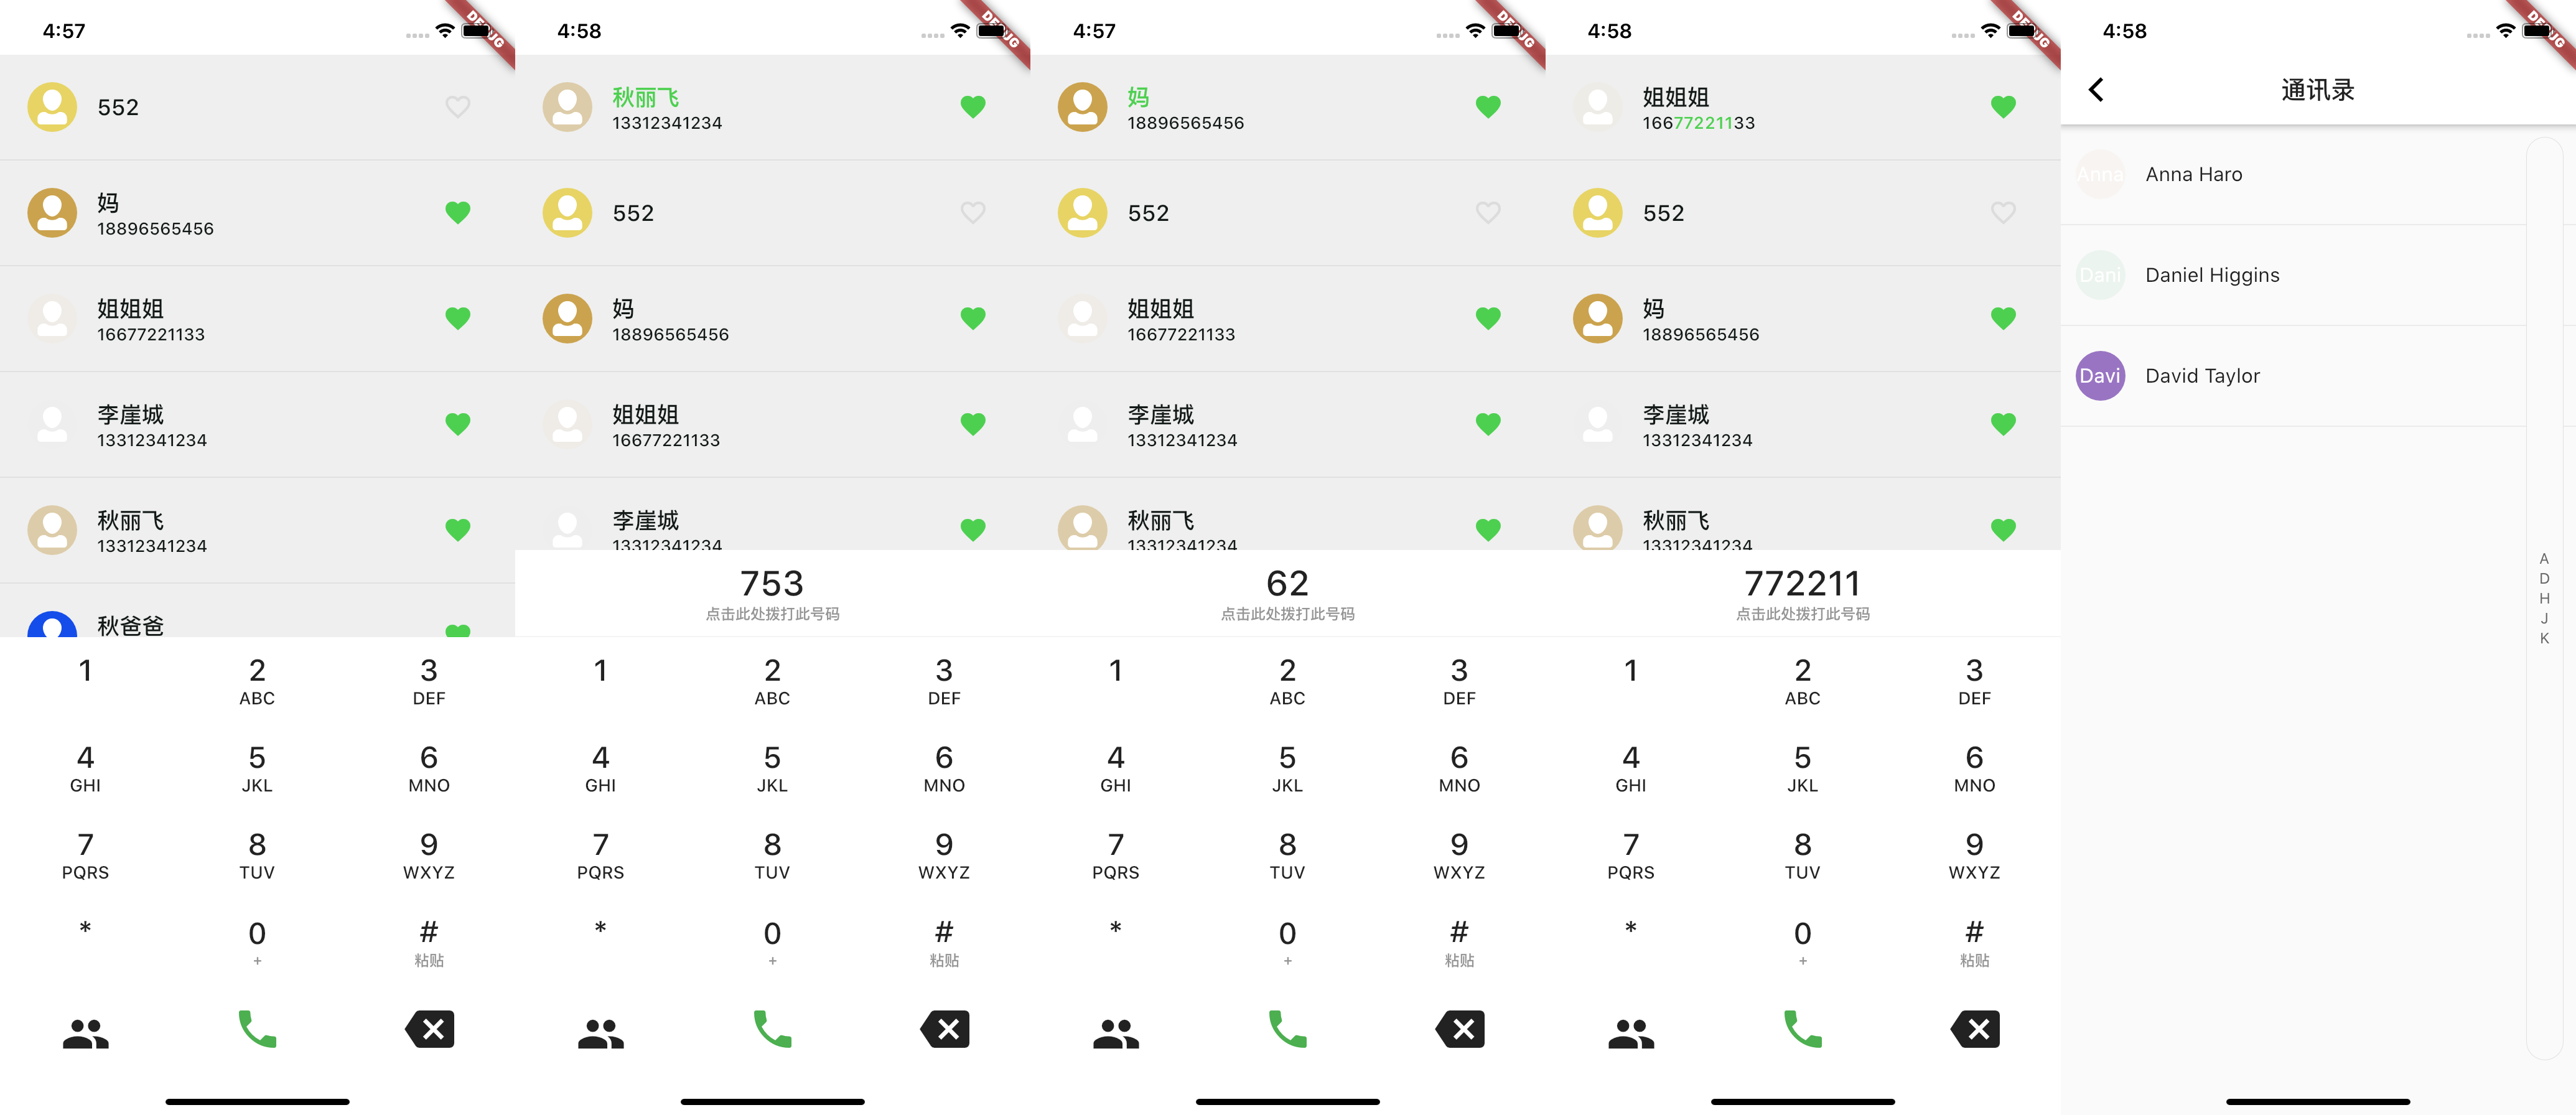 4:57
DEBUG
552
妈
18896565456
姐姐姐
16677221133
李崖城
13312341234
秋丽飞
13312341234
秋爸爸
1
2
3
ABC
DEF
4
5
6
GHI
JKL
MNO
7
8
9
PQRS
TUV
WXYZ
*
0
#
+
粘贴
4:58
DEBUG
秋丽飞
13312341234
552
妈
18896565456
姐姐姐
16677221133
李崖城
13312341234
753
点击此处拨打此号码
1
2
3
ABC
DEF
4
5
6
GHI
JKL
MNO
7
8
9
PQRS
TUV
WXYZ
*
0
#
+
粘贴
4:57
DEBUG
妈
18896565456
552
姐姐姐
16677221133
李崖城
13312341234
秋丽飞
13312341234
62
点击此处拨打此号码
1
2
3
ABC
DEF
4
5
6
GHI
JKL
MNO
7
8
9
PQRS
TUV
WXYZ
*
0
#
+
粘贴
4:58
DEBUG
姐姐姐
16677221133
552
妈
18896565456
李崖城
13312341234
秋丽飞
13312341234
772211
点击此处拨打此号码
1
2
3
ABC
DEF
4
5
6
GHI
JKL
MNO
7
8
9
PQRS
TUV
WXYZ
*
0
#
+
粘贴
4:58
DEBUG
通讯录
Anna
Anna Haro
Dani
Daniel Higgins
Davi
David Taylor
A
D
H
J
K